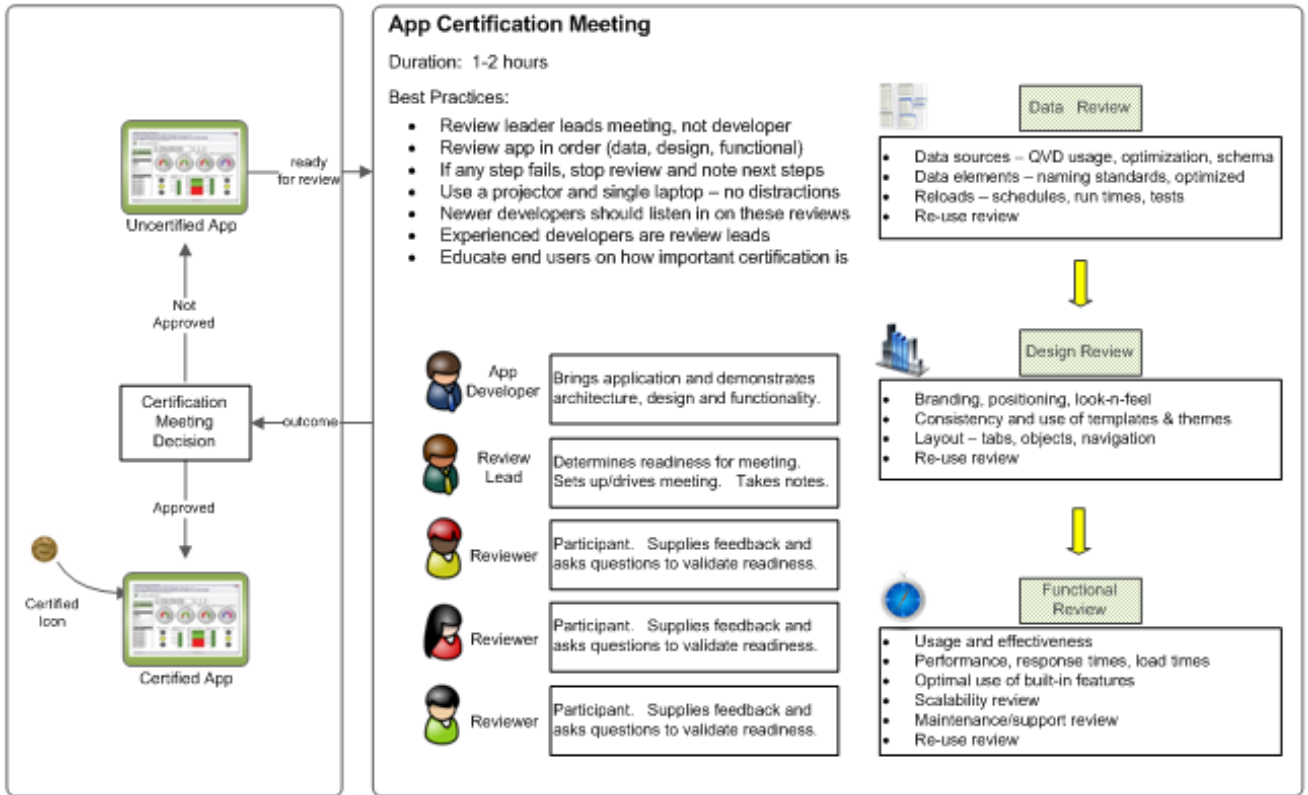 ready
for review
Uncertified App
Not
Approved
Certification
Meeting
Decision
outcome
Approved
Certified
Icon
Certified App
App Certification Meeting
Duration: 1-2 hours
Best Practices:
• Review leader leads meeting, not developer
• Review app in order (data, design, functional)
• If any step fails, stop review and note next steps
• Use a projector and single laptop – no distractions
• Newer developers should listen in on these reviews
• Experienced developers are review leads
• Educate end users on how important certification is
App
Developer
Brings application and demonstrates
architecture, design and functionality.
Review
Lead
Determines readiness for meeting.
Sets up/drives meeting. Takes notes.
Reviewer
Participant. Supplies feedback and
asks questions to validate readiness.
Reviewer
Participant. Supplies feedback and
asks questions to validate readiness.
Reviewer
Participant. Supplies feedback and
asks questions to validate readiness.
Data Review
• Data sources – QVD usage, optimization, schema
• Data elements – naming standards, optimized
• Reloads – schedules, run times, tests
• Re-use review
Design Review
• Branding, positioning, look-n-feel
• Consistency and use of templates & themes
• Layout – tabs, objects, navigation
• Re-use review
Functional
Review
• Usage and effectiveness
• Performance, response times, load times
• Optimal use of built-in features
• Scalability review
• Maintenance/support review
• Re-use review